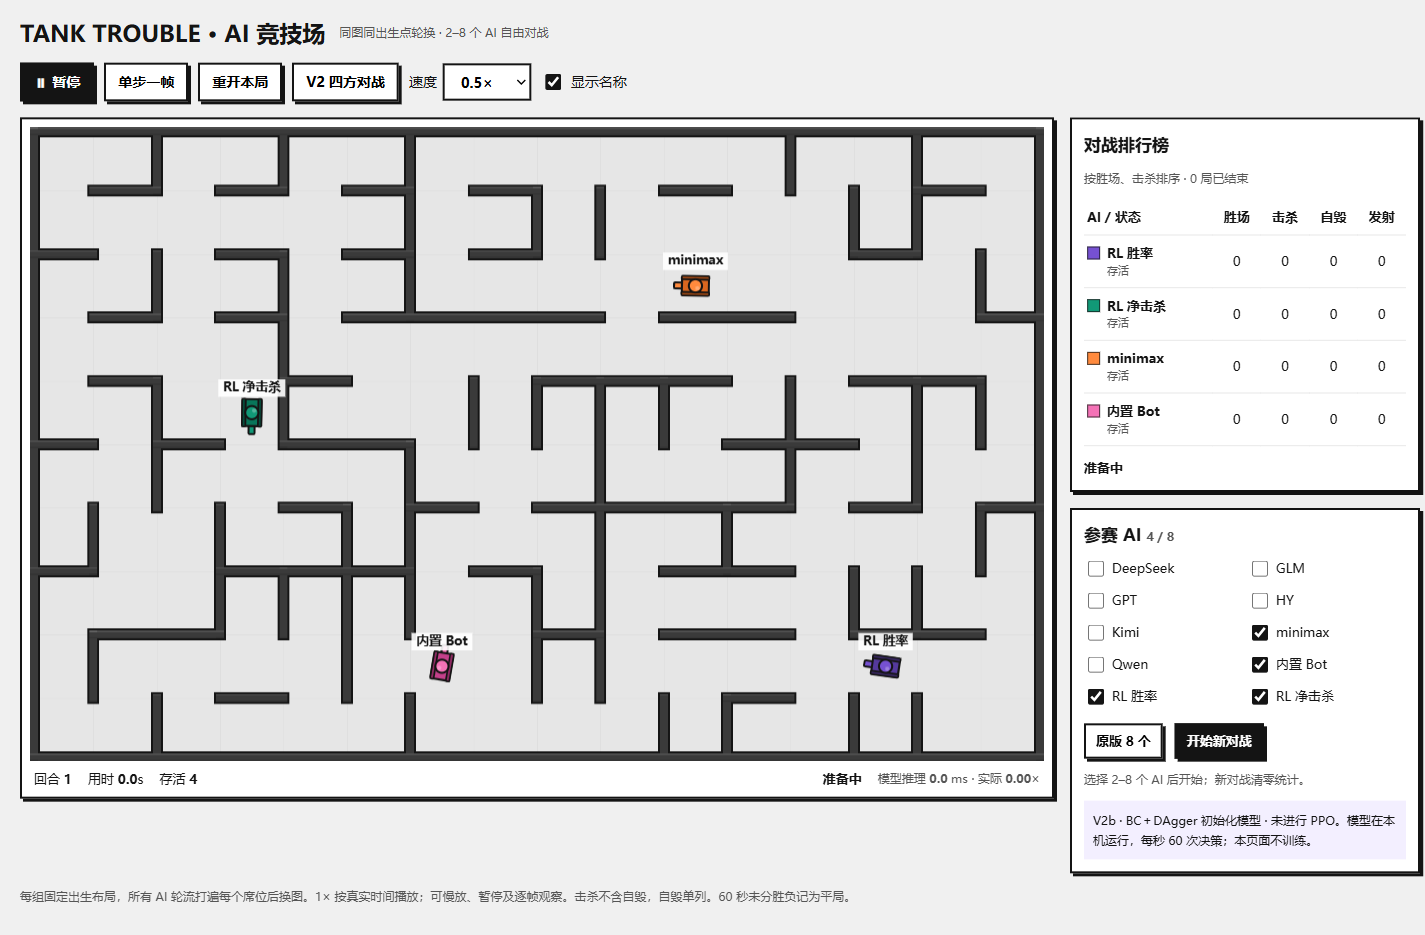 TANK TROUBLE • AI 竞技场 同图同出生点轮换 · 2–8 个 AI 自由对战
⏸ 暂停 单步一帧 重开本局 V2 四方对战 速度 0.5× 显示名称
minimax
RL 净击杀
内置 Bot
RL 胜率
回合 1 用时 0.0s 存活 4 准备中 模型推理 0.0 ms · 实际 0.00×
对战排行榜
按胜场、击杀排序 · 0 局已结束
AI / 状态 胜场 击杀 自毁 发射
RL 胜率 0 0 0 0
存活
RL 净击杀 0 0 0 0
存活
minimax 0 0 0 0
存活
内置 Bot 0 0 0 0
存活
准备中
参赛 AI 4 / 8
DeepSeek GLM
GPT HY
Kimi minimax
Qwen 内置 Bot
RL 胜率 RL 净击杀
原版 8 个 开始新对战
选择 2–8 个 AI 后开始；新对战清零统计。
V2b · BC + DAgger 初始化模型 · 未进行 PPO。模型在本
机运行，每秒 60 次决策；本页面不训练。
每组固定出生布局，所有 AI 轮流打遍每个席位后换图。1× 按真实时间播放；可慢放、暂停及逐帧观察。击杀不含自毁，自毁单列。60 秒未分胜负记为平局。